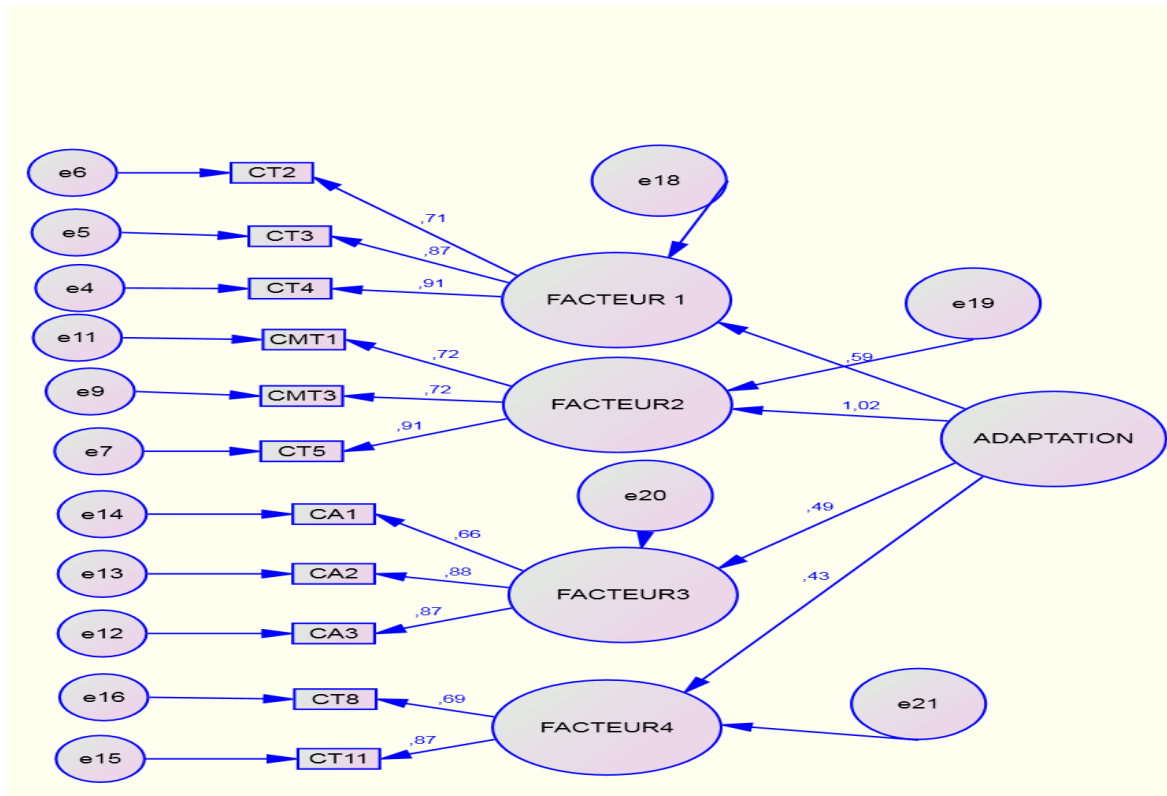 e6
CT2
e18
,71
e5
CT3
,87
e4
CT4
,91
FACTEUR 1
e19
e11
CMT1
,72
,59
e9
CMT3
,72
FACTEUR2
1,02
ADAPTATION
e7
CT5
,91
e20
e14
CA1
,66
,49
e13
CA2
,88
FACTEUR3
,43
e12
CA3
,87
e16
CT8
,69
FACTEUR4
e21
e15
CT11
,87